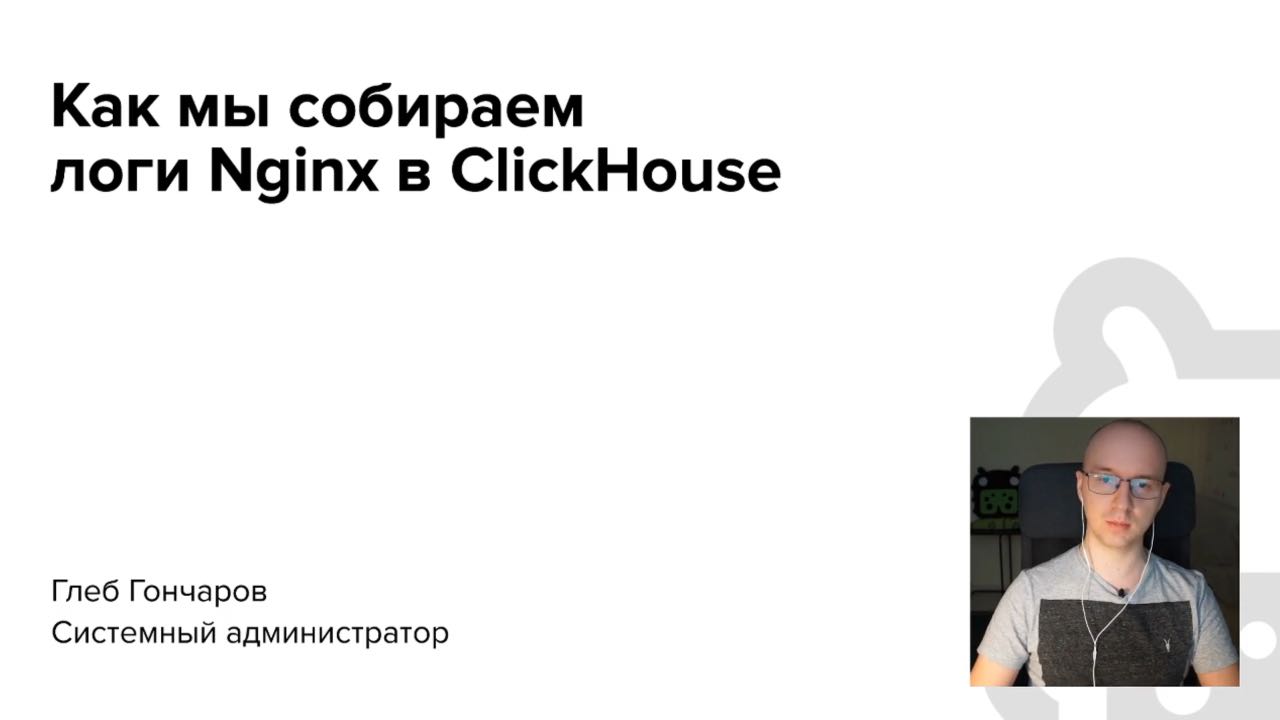 Как мы собираем
логи Nginx в ClickHouse
Глеб Гончаров
Системный администратор